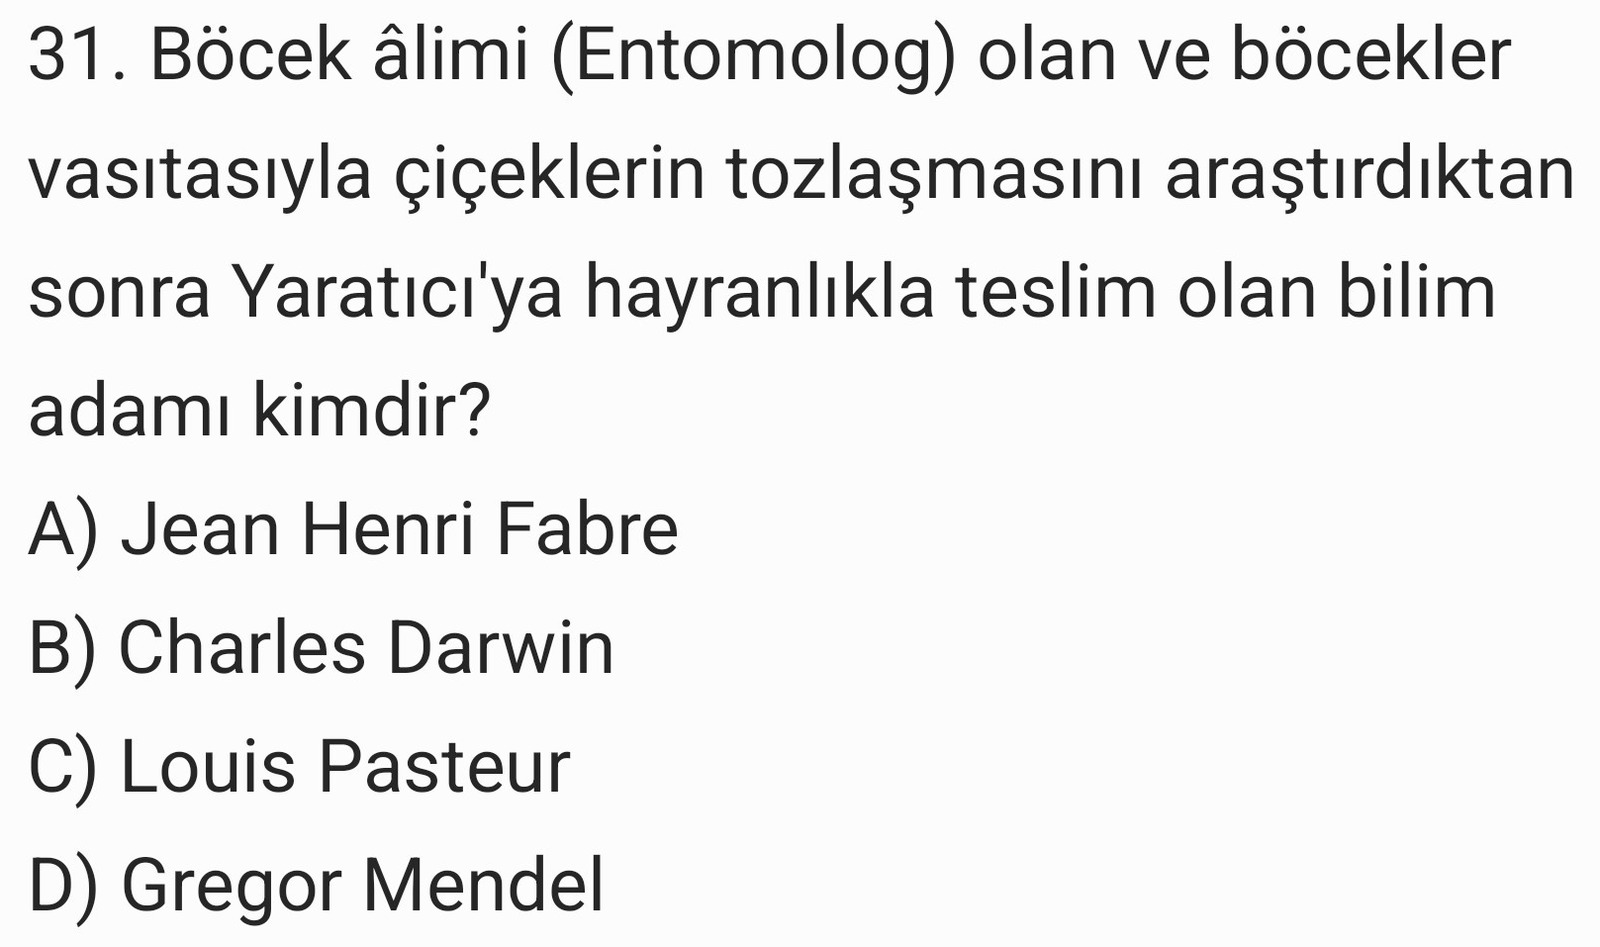 31. Böcek âlimi (Entomolog) olan ve böcekler
vasıtasıyla çiçeklerin tozlaşmasını araştırdıktan
sonra Yaratıcı'ya hayranlıkla teslim olan bilim
adamı kimdir?
A) Jean Henri Fabre
B) Charles Darwin
C) Louis Pasteur
D) Gregor Mendel